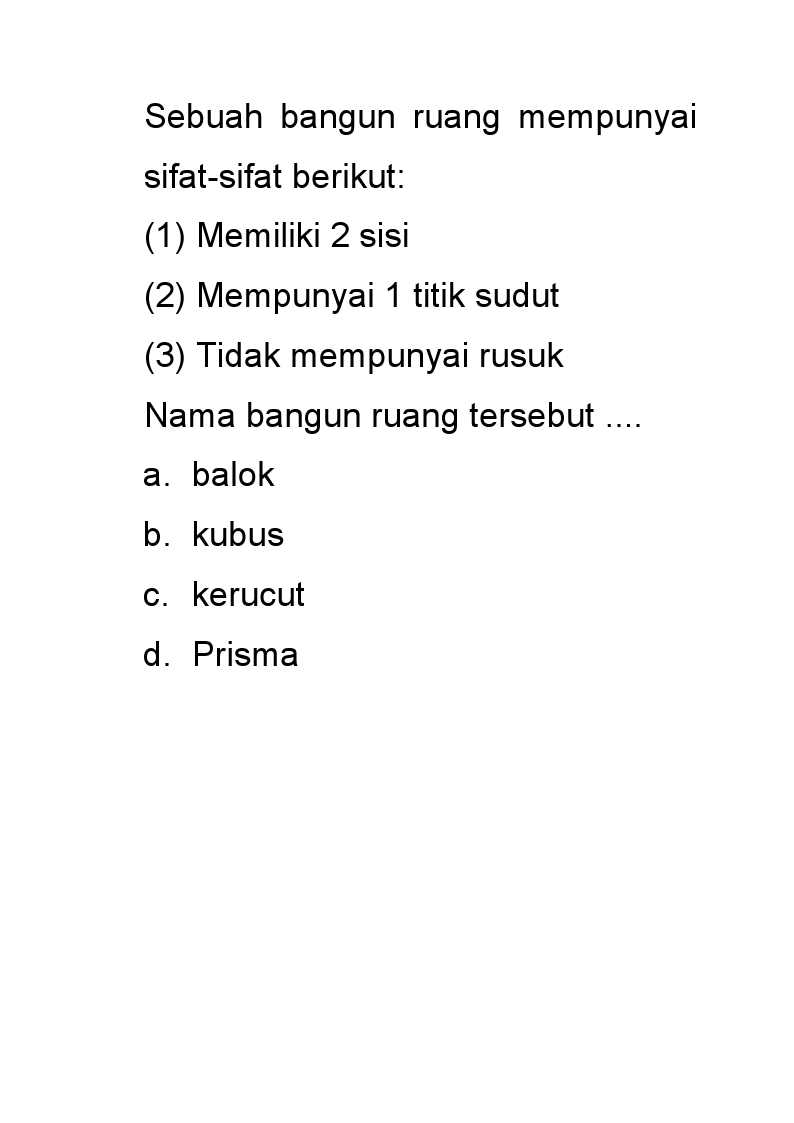 Sebuah bangun ruang mempunyai
sifat-sifat berikut:
(1) Memiliki 2 sisi
(2) Mempunyai 1 titik sudut
(3) Tidak mempunyai rusuk
Nama bangun ruang tersebut ....
a. balok
b. kubus
c. kerucut
d. Prisma